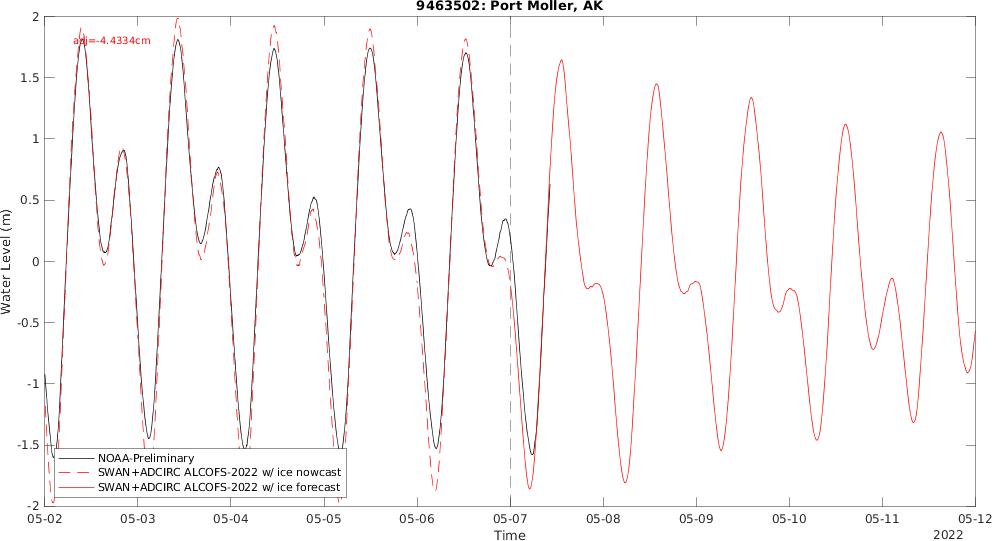 9463502: Port Moller, AK
adj=-4.4334cm
2
1.5
1
0.5
0
-0.5
-1
-1.5
-2
Water Level (m)
NOAA-Preliminary
SWAN+ADCIRC ALCOFS-2022 w/ ice nowcast
SWAN+ADCIRC ALCOFS-2022 w/ ice forecast
05-02 05-03 05-04 05-05 05-06 05-07 05-08 05-09 05-10 05-11 05-12
Time
2022